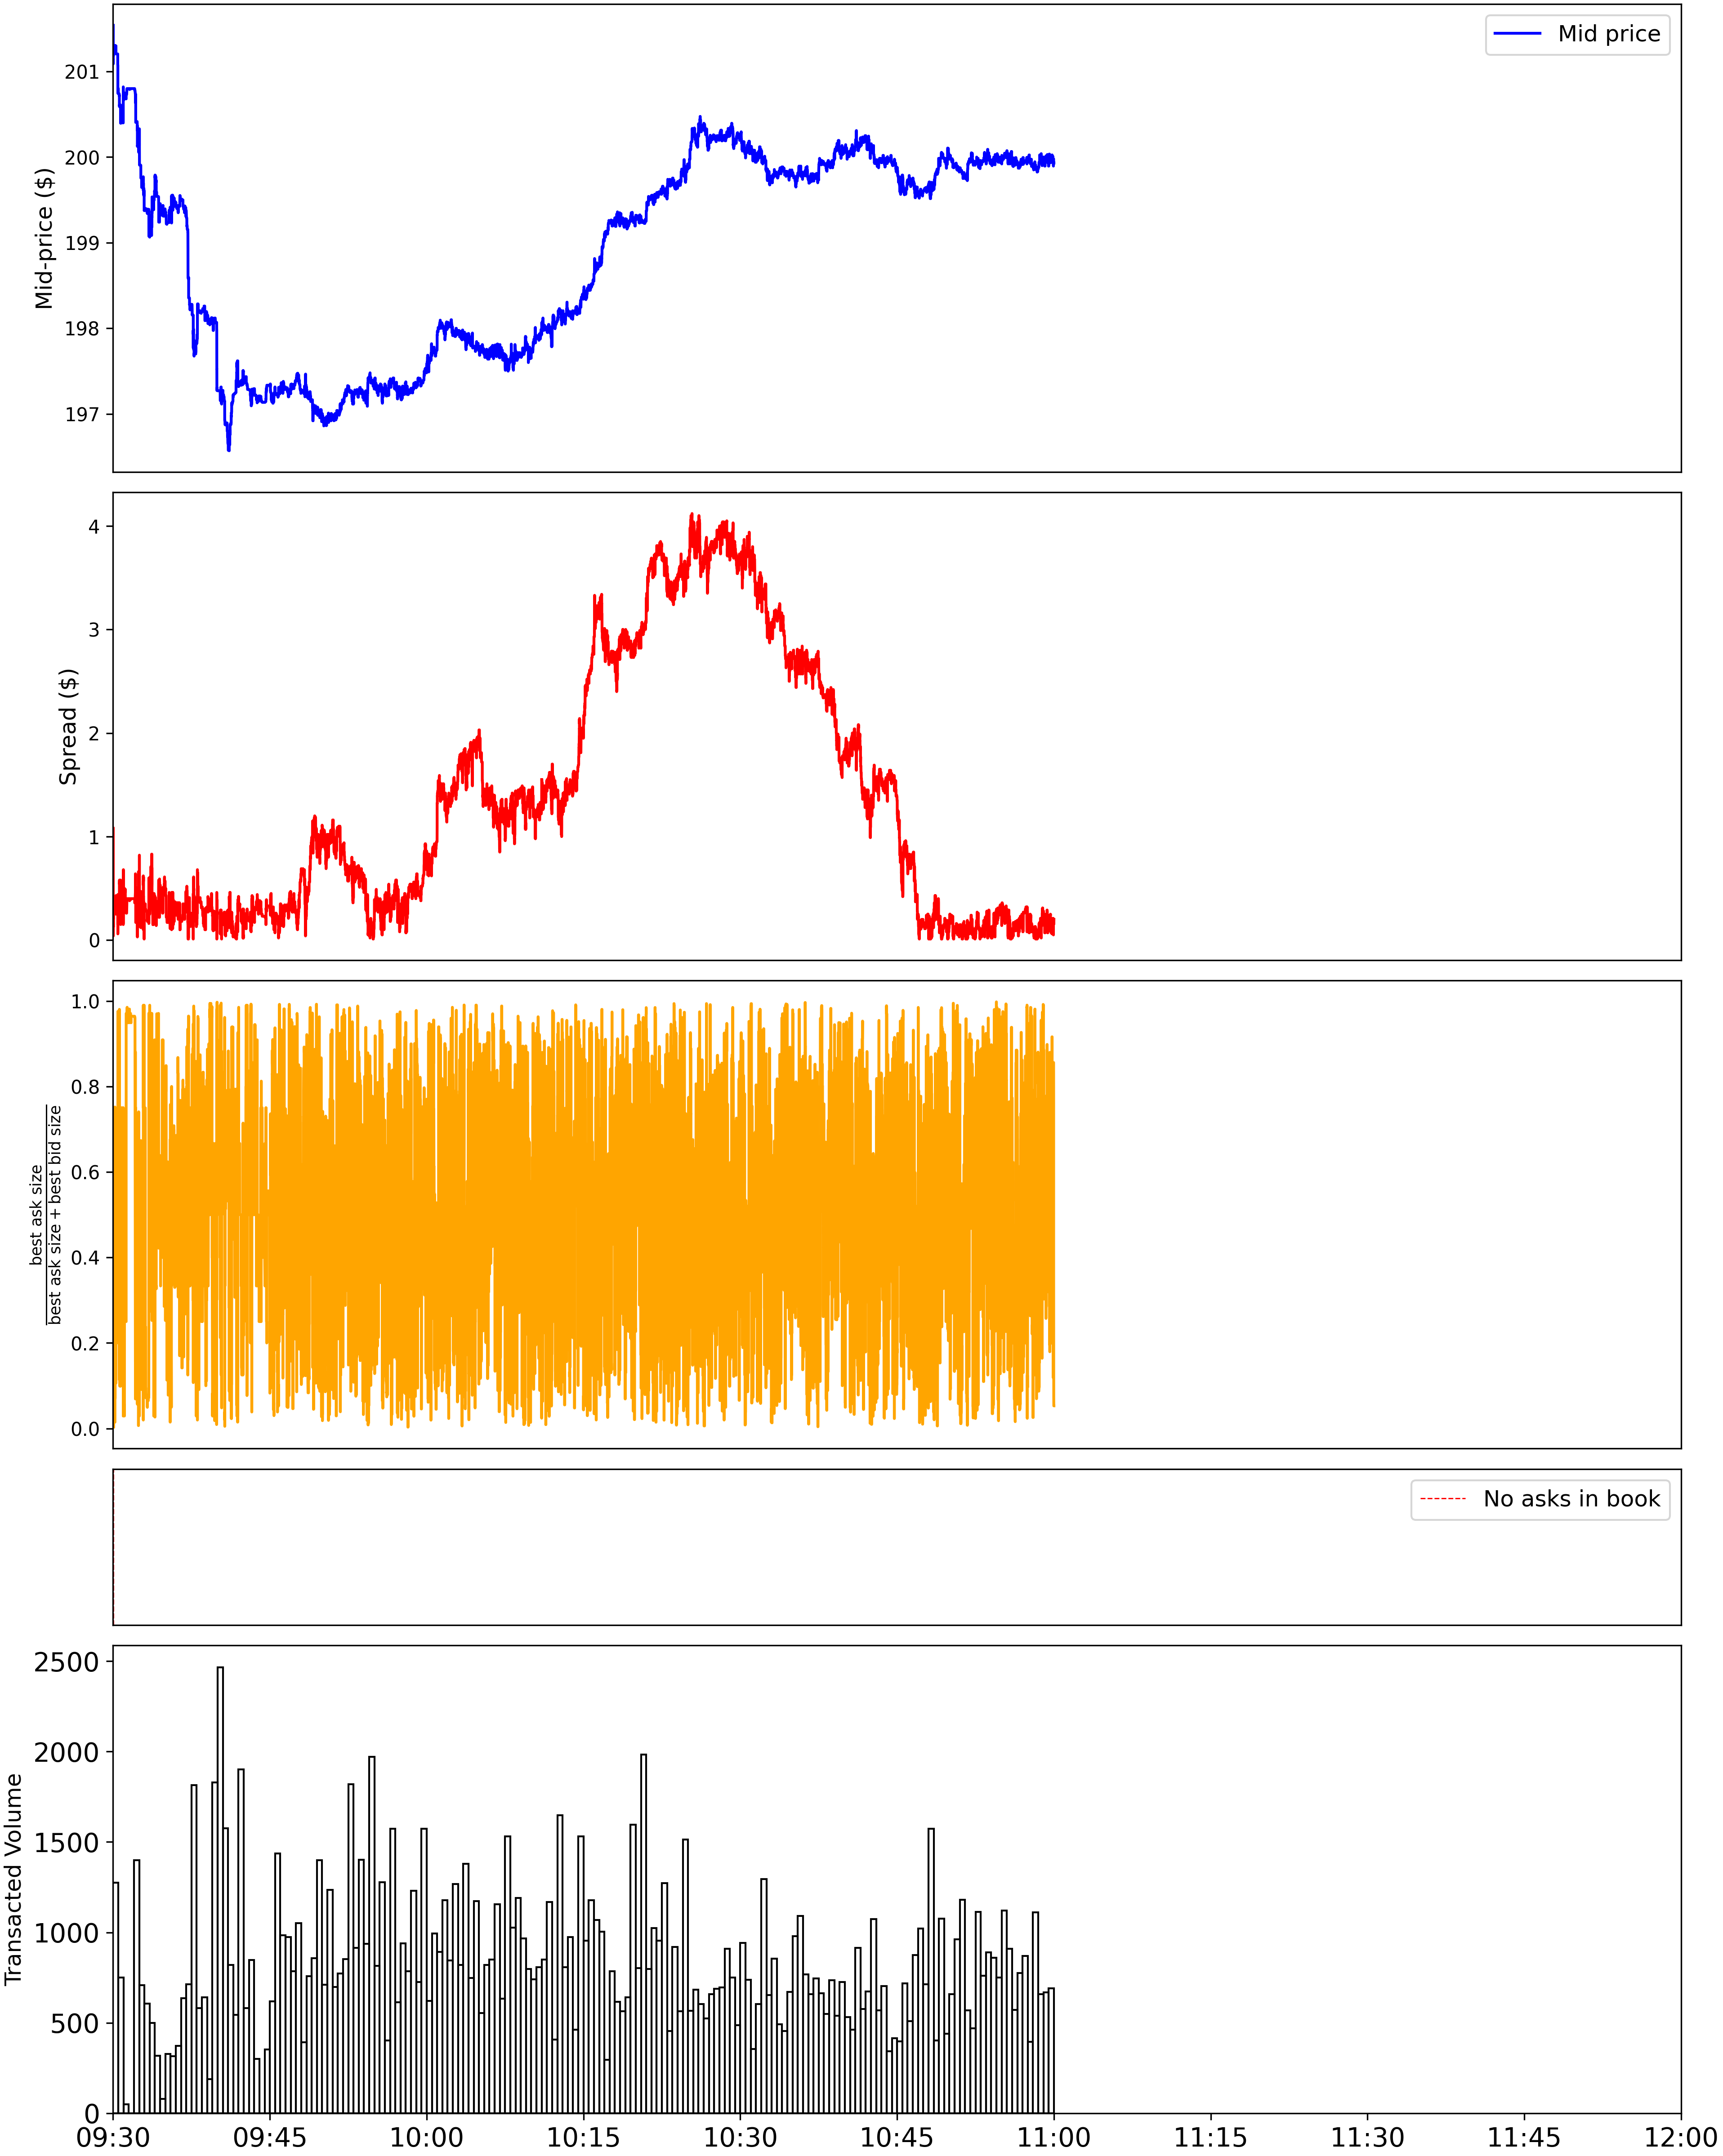 Mid price
Mid-price ($)
201
200
199
198
197
Spread ($)
4
3
2
1
0
best ask size
best ask size + best bid size
1.0
0.8
0.6
0.4
0.2
0.0
No asks in book
Transacted Volume
2500
2000
1500
1000
500
0
09:30 09:45 10:00 10:15 10:30 10:45 11:00 11:15 11:30 11:45 12:00